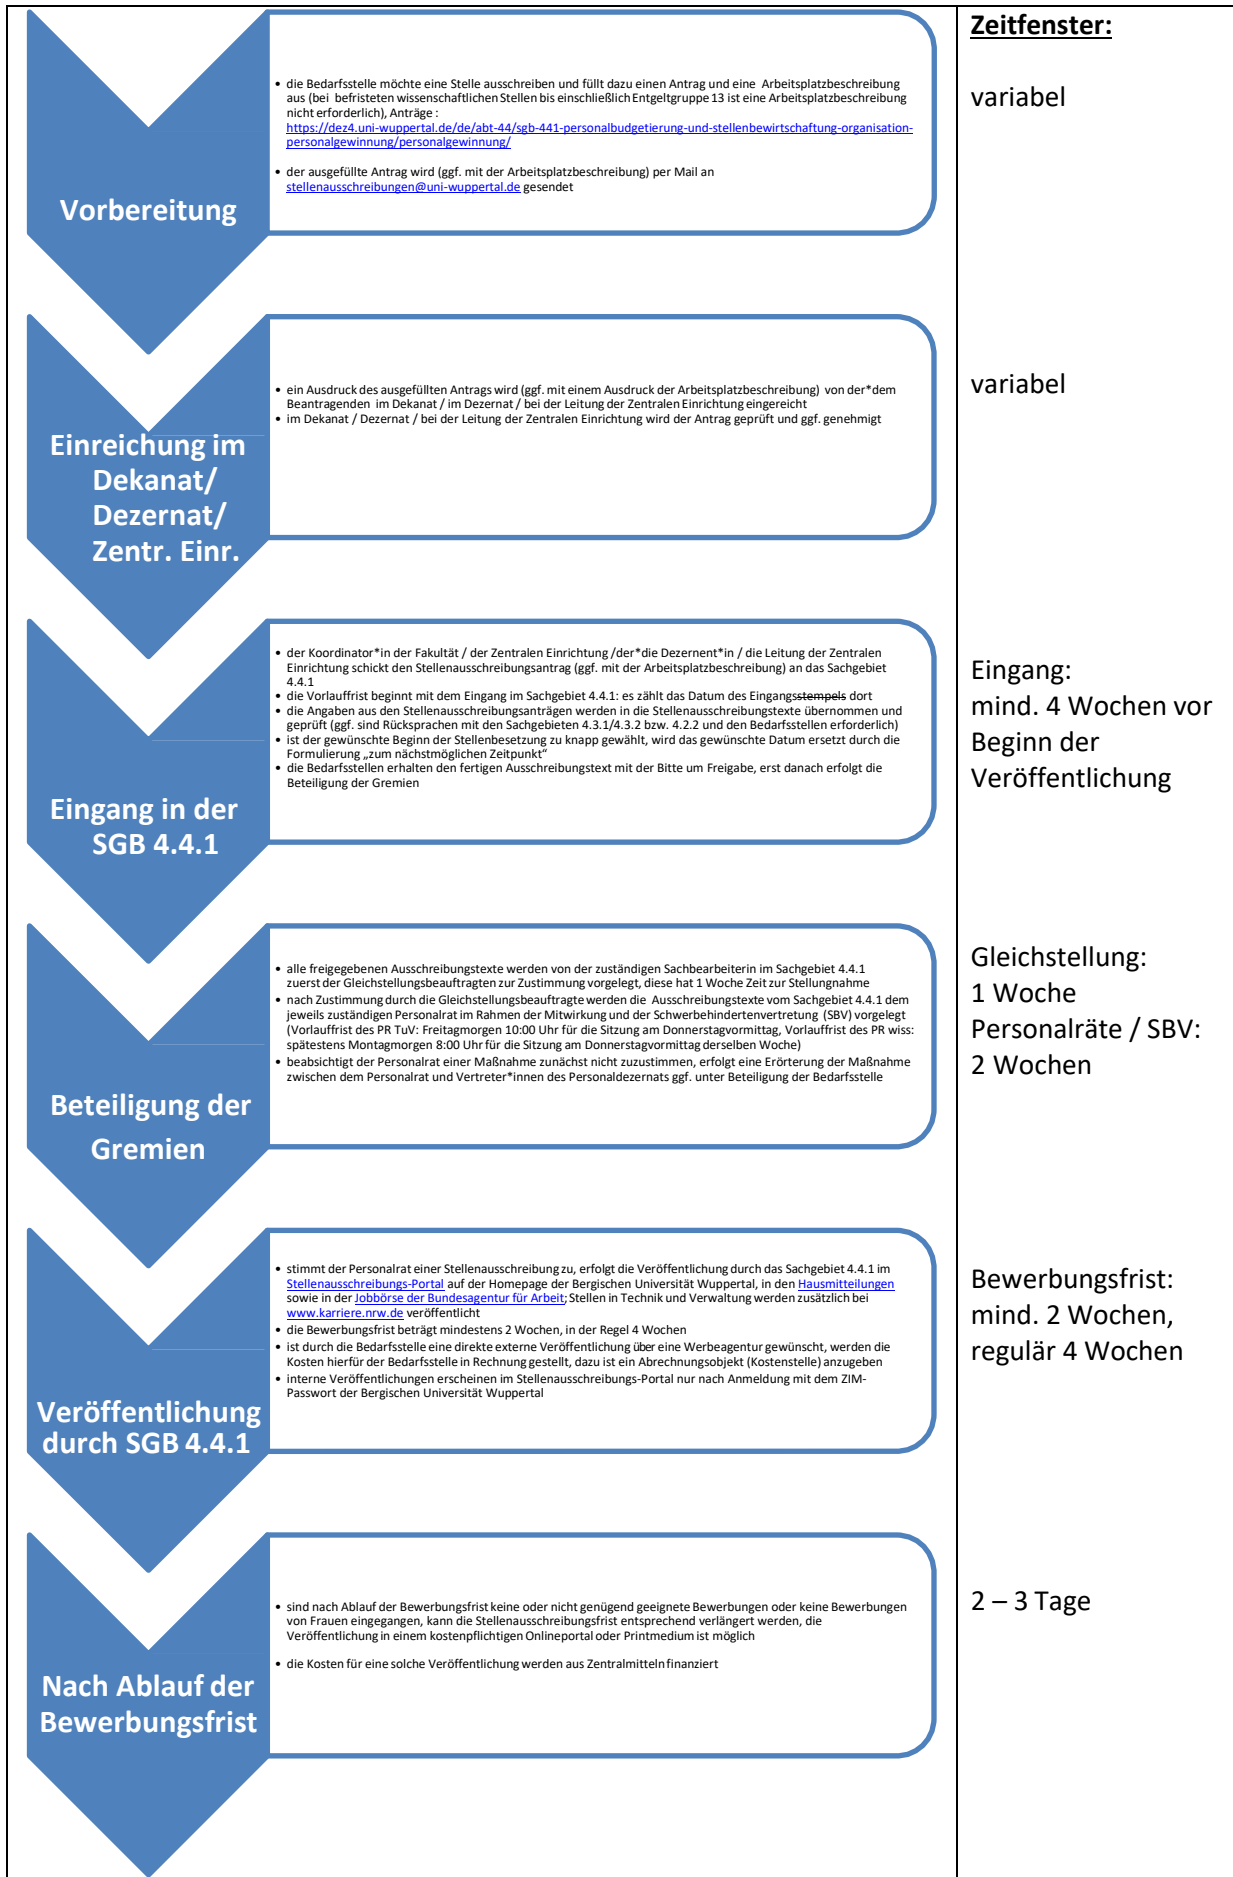 Zeitfenster:
Vorbereitung
• die Bedarfsstelle möchte eine Stelle ausschreiben und füllt dazu einen Antrag und eine Arbeitsplatzbeschreibung
aus (bei befristeten wissenschaftlichen Stellen bis einschließlich Entgeltgruppe 13 ist eine Arbeitsplatzbeschreibung
nicht erforderlich), Anträge :
https://dez4.uni-wuppertal.de/de/abt-44/sgb-441-personalbudgetierung-und-stellenbewirtschaftung-organisation-
personalgewinnung/personalgewinnung/
• der ausgefüllte Antrag wird (ggf. mit der Arbeitsplatzbeschreibung) per Mail an
stellenausschreibungen@uni-wuppertal.de gesendet
variabel
Einreichung im
Dekanat/
Dezernat/
Zentr. Einr.
• ein Ausdruck des ausgefüllten Antrags wird (ggf. mit einem Ausdruck der Arbeitsplatzbeschreibung) von der*dem
Beantragenden im Dekanat / im Dezernat / bei der Leitung der Zentralen Einrichtung eingereicht
• im Dekanat / Dezernat / bei der Leitung der Zentralen Einrichtung wird der Antrag geprüft und ggf. genehmigt
variabel
Eingang in der
SGB 4.4.1
• der Koordinator*in der Fakultät / der Zentralen Einrichtung /der*die Dezernent*in / die Leitung der Zentralen
Einrichtung schickt den Stellenausschreibungsantrag (ggf. mit der Arbeitsplatzbeschreibung) an das Sachgebiet
4.4.1
• die Vorlauffrist beginnt mit dem Eingang im Sachgebiet 4.4.1: es zählt das Datum des Eingangsstempels dort
• die Angaben aus den Stellenausschreibungsanträgen werden in die Stellenausschreibungstexte übernommen und
geprüft (ggf. sind Rücksprachen mit den Sachgebieten 4.3.1/4.3.2 bzw. 4.2.2 und den Bedarfsstellen erforderlich)
• ist der gewünschte Beginn der Stellenbesetzung zu knapp gewählt, wird das gewünschte Datum ersetzt durch die
Formulierung „zum nächstmöglichen Zeitpunkt“
• die Bedarfsstellen erhalten den fertigen Ausschreibungstext mit der Bitte um Freigabe, erst danach erfolgt die
Beteiligung der Gremien
Eingang:
mind. 4 Wochen vor
Beginn der
Veröffentlichung
Beteiligung der
Gremien
• alle freigegebenen Ausschreibungstexte werden von der zuständigen Sachbearbeiterin im Sachgebiet 4.4.1
zuerst der Gleichstellungsbeauftragten zur Zustimmung vorgelegt, diese hat 1 Woche Zeit zur Stellungnahme
• nach Zustimmung durch die Gleichstellungsbeauftragte werden die Ausschreibungstexte vom Sachgebiet 4.4.1 dem
jeweils zuständigen Personalrat im Rahmen der Mitwirkung und der Schwerbehindertenvertretung (SBV) vorgelegt
(Vorlauffrist des PR TuV: Freitagmorgen 10:00 Uhr für die Sitzung am Donnerstagvormittag, Vorlauffrist des PR wiss:
spätestens Montagmorgen 8:00 Uhr für die Sitzung am Donnerstagvormittag derselben Woche)
• beabsichtigt der Personalrat einer Maßnahme zunächst nicht zuzustimmen, erfolgt eine Erörterung der Maßnahme
zwischen dem Personalrat und Vertreter*innen des Personaldezernats ggf. unter Beteiligung der Bedarfsstelle
Gleichstellung:
1 Woche
Personalräte / SBV:
2 Wochen
Veröffentlichung
durch SGB 4.4.1
• stimmt der Personalrat einer Stellenausschreibung zu, erfolgt die Veröffentlichung durch das Sachgebiet 4.4.1 im
Stellenausschreibungs-Portal auf der Homepage der Bergischen Universität Wuppertal, in den Hausmitteilungen
sowie in der Jobbörse der Bundesagentur für Arbeit; Stellen in Technik und Verwaltung werden zusätzlich bei
www.karriere.nrw.de veröffentlicht
• die Bewerbungsfrist beträgt mindestens 2 Wochen, in der Regel 4 Wochen
• ist durch die Bedarfsstelle eine direkte externe Veröffentlichung über eine Werbeagentur gewünscht, werden die
Kosten hierfür der Bedarfsstelle in Rechnung gestellt, dazu ist ein Abrechnungsobjekt (Kostenstelle) anzugeben
• interne Veröffentlichungen erscheinen im Stellenausschreibungs-Portal nur nach Anmeldung mit dem ZIM-
Passwort der Bergischen Universität Wuppertal
Bewerbungsfrist:
mind. 2 Wochen,
regulär 4 Wochen
Nach Ablauf der
Bewerbungsfrist
• sind nach Ablauf der Bewerbungsfrist keine oder nicht genügend geeignete Bewerbungen oder keine Bewerbungen
von Frauen eingegangen, kann die Stellenausschreibungsfrist entsprechend verlängert werden, die
Veröffentlichung in einem kostenpflichtigen Onlineportal oder Printmedium ist möglich
• die Kosten für eine solche Veröffentlichung werden aus Zentralmitteln finanziert
2 – 3 Tage